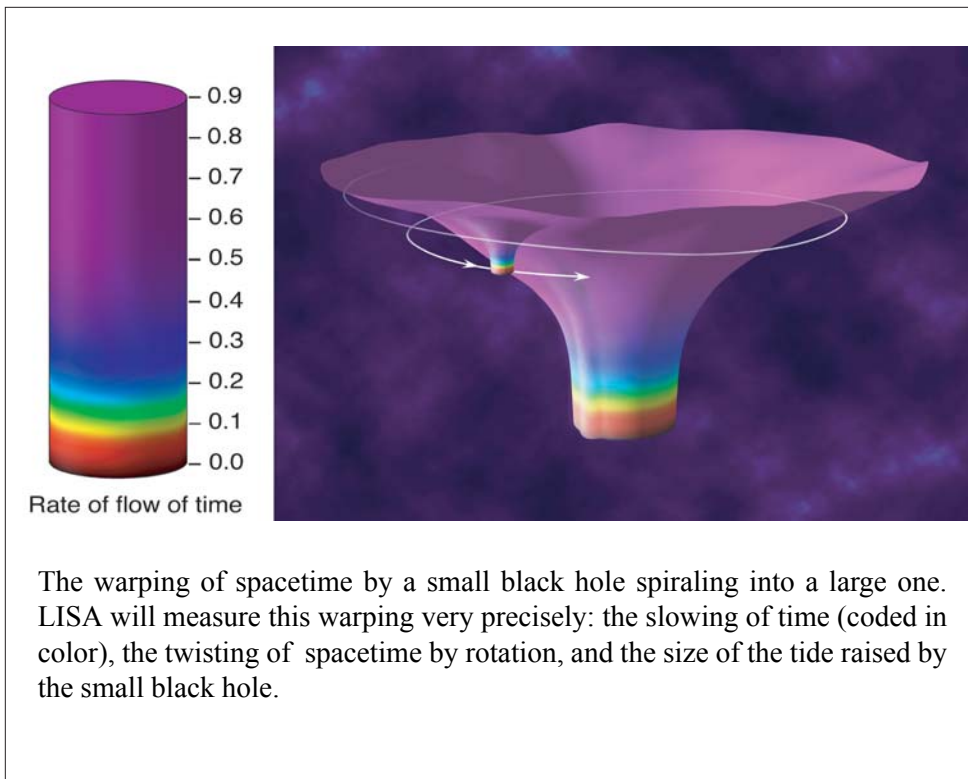 0.9
0.8
0.7
0.6
0.5
0.4
0.3
0.2
0.1
0.0
Rate of flow of time
The warping of spacetime by a small black hole spiraling into a large one.
LISA will measure this warping very precisely: the slowing of time (coded in
color), the twisting of spacetime by rotation, and the size of the tide raised by
the small black hole.